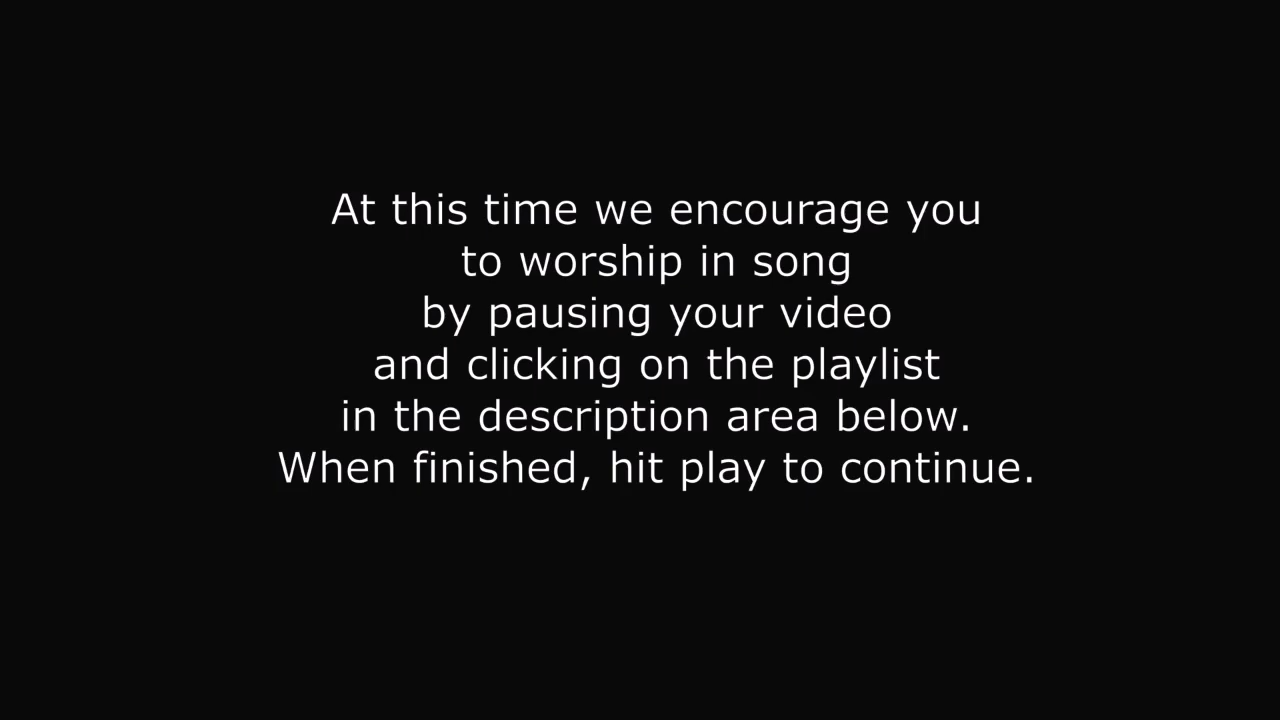 At this time we encourage you
to worship in song
by pausing your video
and clicking on the playlist
in the description area below.
When finished, hit play to continue.